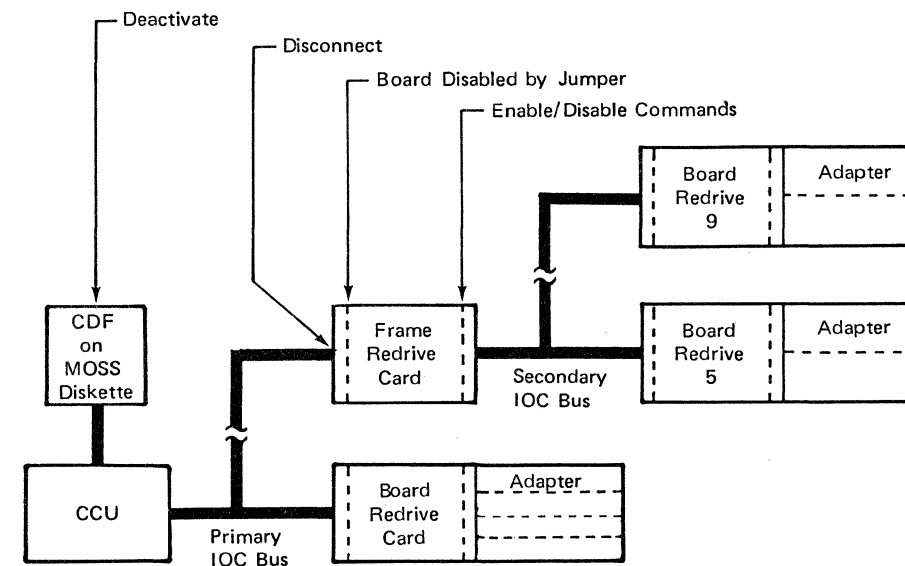 Deactivate
Disconnect
Board Disabled by Jumper
Enable/Disable Commands
Board
Redrive
9
Adapter
CDF
on
MOSS
Diskette
Frame
Redrive
Card
Secondary
IOC Bus
Board
Redrive
5
Adapter
CCU
Primary
IOC Bus
Board
Redrive
Card
Adapter